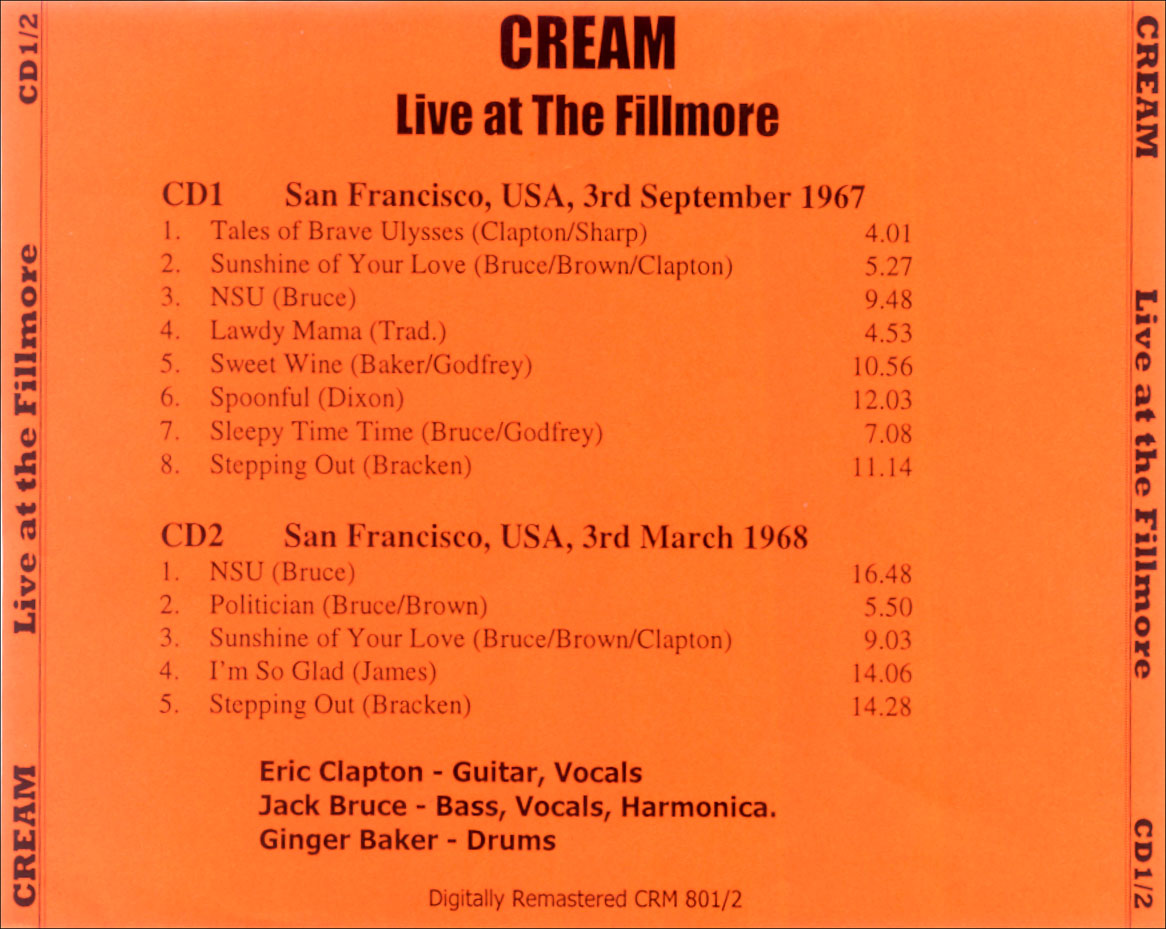 CREAM
Live at The Fillmore
CD1 San Francisco, USA, 3rd September 1967
1. Tales of Brave Ulysses (Clapton/Sharp) 4.01
2. Sunshine of Your Love (Bruce/Brown/Clapton) 5.27
3. NSU (Bruce) 9.48
4. Lawdy Mama (Trad.) 4.53
5. Sweet Wine (Baker/Godfrey) 10.56
6. Spoonful (Dixon) 12.03
7. Sleepy Time Time (Bruce/Godfrey) 7.08
8. Stepping Out (Bracken) 11.14
CD2 San Francisco, USA, 3rd March 1968
1. NSU (Bruce) 16.48
2. Politician (Bruce/Brown) 5.50
3. Sunshine of Your Love (Bruce/Brown/Clapton) 9.03
4. I'm So Glad (James) 14.06
5. Stepping Out (Bracken) 14.28
Eric Clapton - Guitar, Vocals
Jack Bruce - Bass, Vocals, Harmonica.
Ginger Baker - Drums
Digitally Remastered CRM 801/2
CREAM Live at the Fillmore CD1/2
CREAM Live at the Fillmore CD1/2